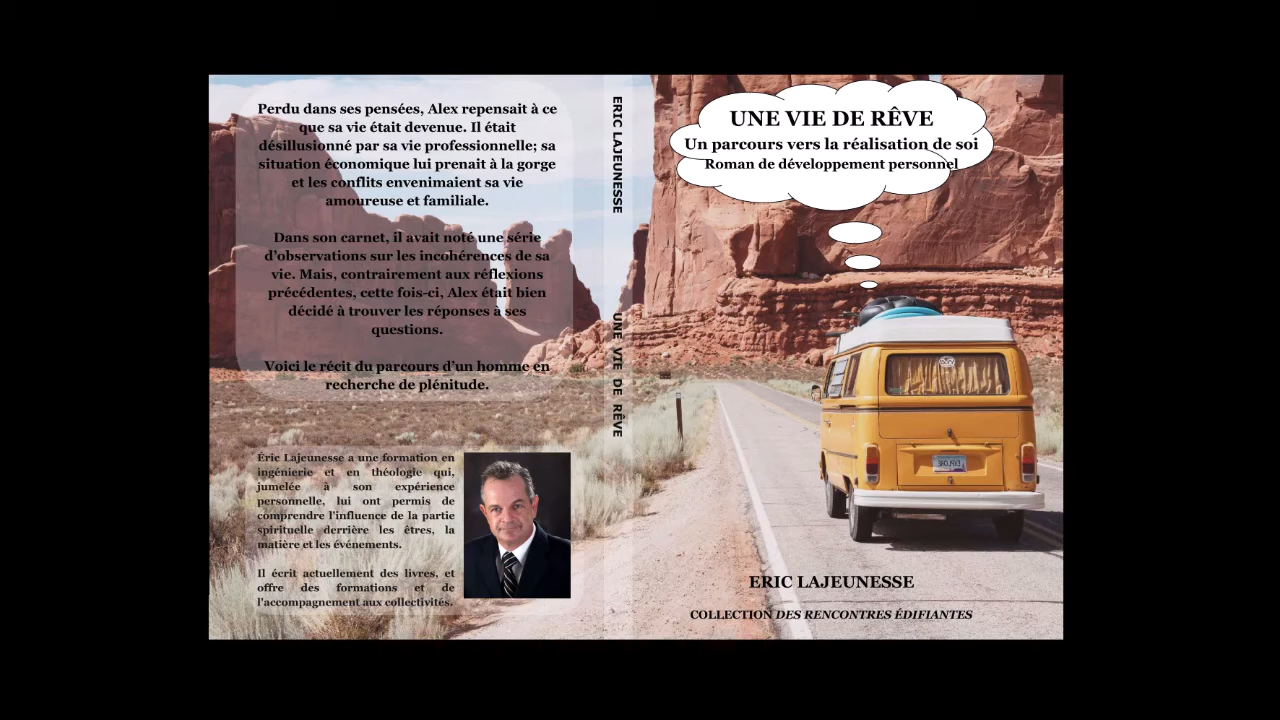 Perdu dans ses pensées, Alex repensait à ce
que sa vie était devenue. Il était
désillusionné par sa vie professionnelle; sa
situation économique lui prenait à la gorge
et les conflits envenimaient sa vie
amoureuse et familiale.
Dans son carnet, il avait noté une série
d'observations sur les incohérences de sa
vie. Mais, contrairement aux réflexions
précédentes, cette fois-ci, Alex était bien
décidé à trouver les réponses à ses
questions.
Voici le récit du parcours d'un homme en
recherche de plénitude.
Éric Lajeunesse a une formation en
ingénierie et en théologie qui,
jumelée à son expérience
personnelle, lui ont permis de
comprendre l'influence de la partie
spirituelle derrière les êtres, la
matière et les événements.
Il écrit actuellement des livres, et
offre des formations et de
l'accompagnement aux collectivités.
ERIC LAJEUNESSE
UNE VIE DE RÊVE
UNE VIE DE RÊVE
Un parcours vers la réalisation de soi
Roman de développement personnel
ERIC LAJEUNESSE
COLLECTION DES RENCONTRES ÉDIFIANTES